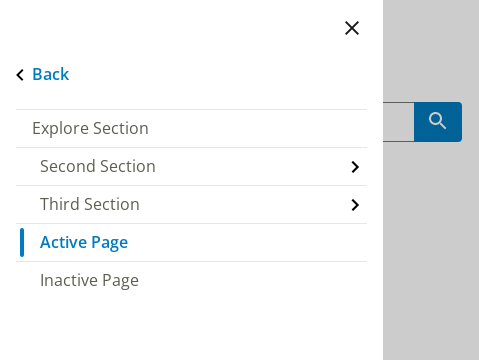 Back
Explore Section
Second Section
Third Section
Active Page
Inactive Page